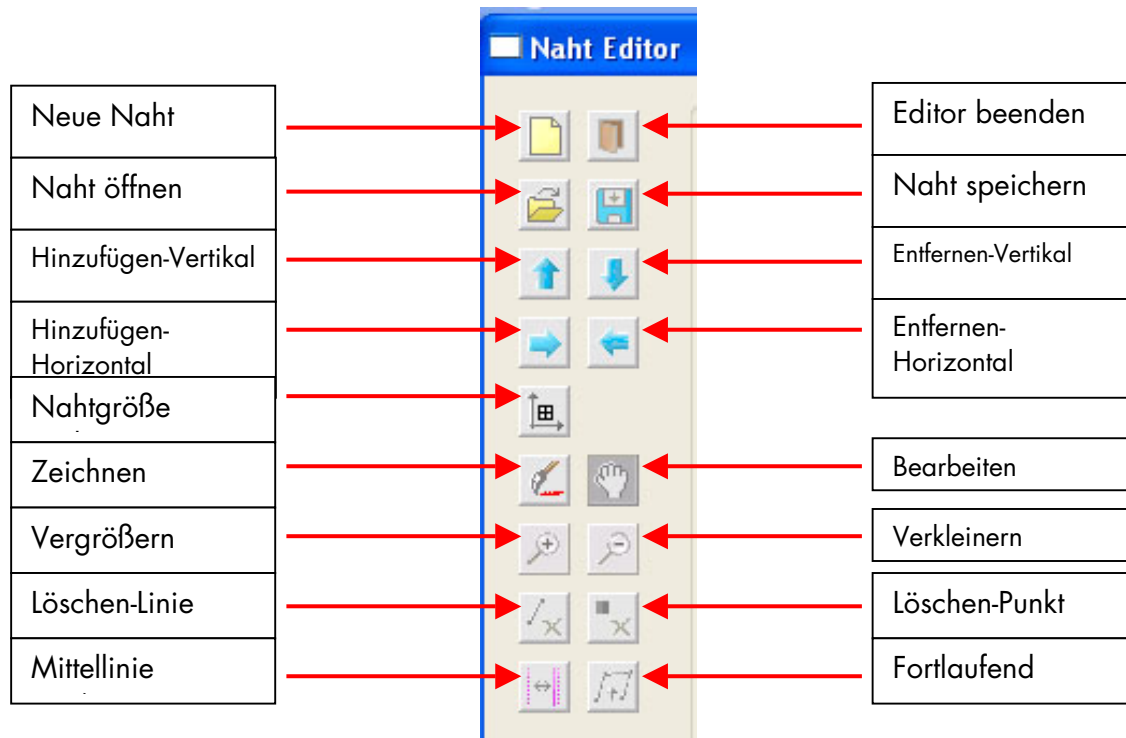 Naht Editor
Neue Naht
Editor beenden
Naht öffnen
Naht speichern
Hinzufügen-Vertikal
Entfernen-Vertikal
Hinzufügen-
Horizontal
Entfernen-
Horizontal
Nahtgröße
Zeichnen
Bearbeiten
Vergrößern
Verkleinern
Löschen-Linie
Löschen-Punkt
Mittellinie
Fortlaufend